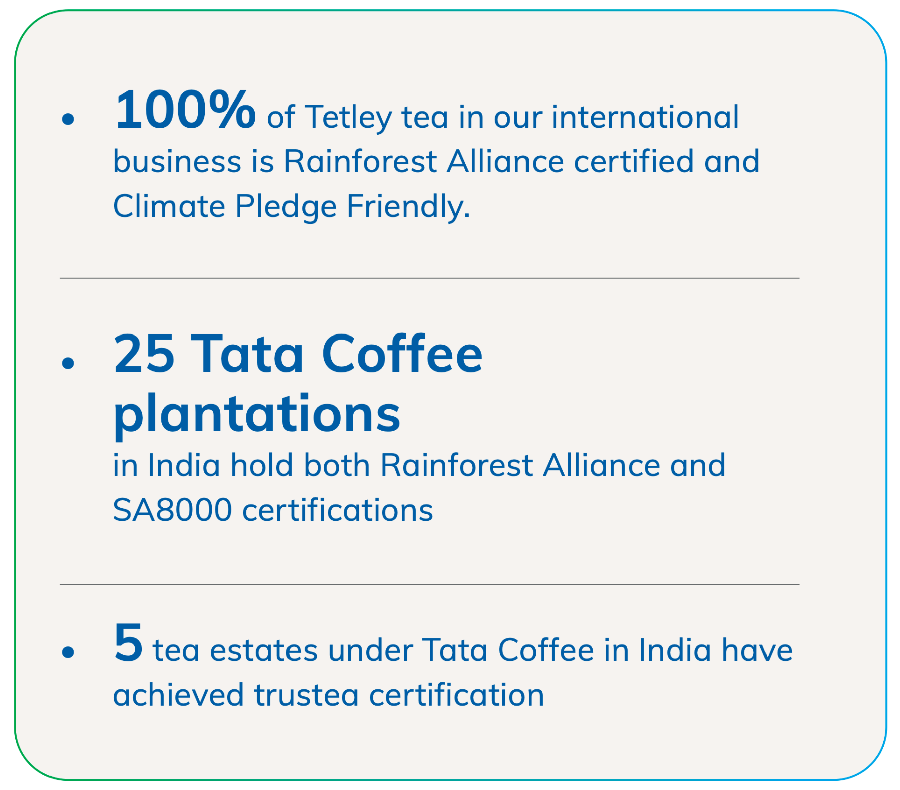 • 100% of Tetley tea in our international
business is Rainforest Alliance certified and
Climate Pledge Friendly.
• 25 Tata Coffee
plantations
in India hold both Rainforest Alliance and
SA8000 certifications
• 5 tea estates under Tata Coffee in India have
achieved trustea certification